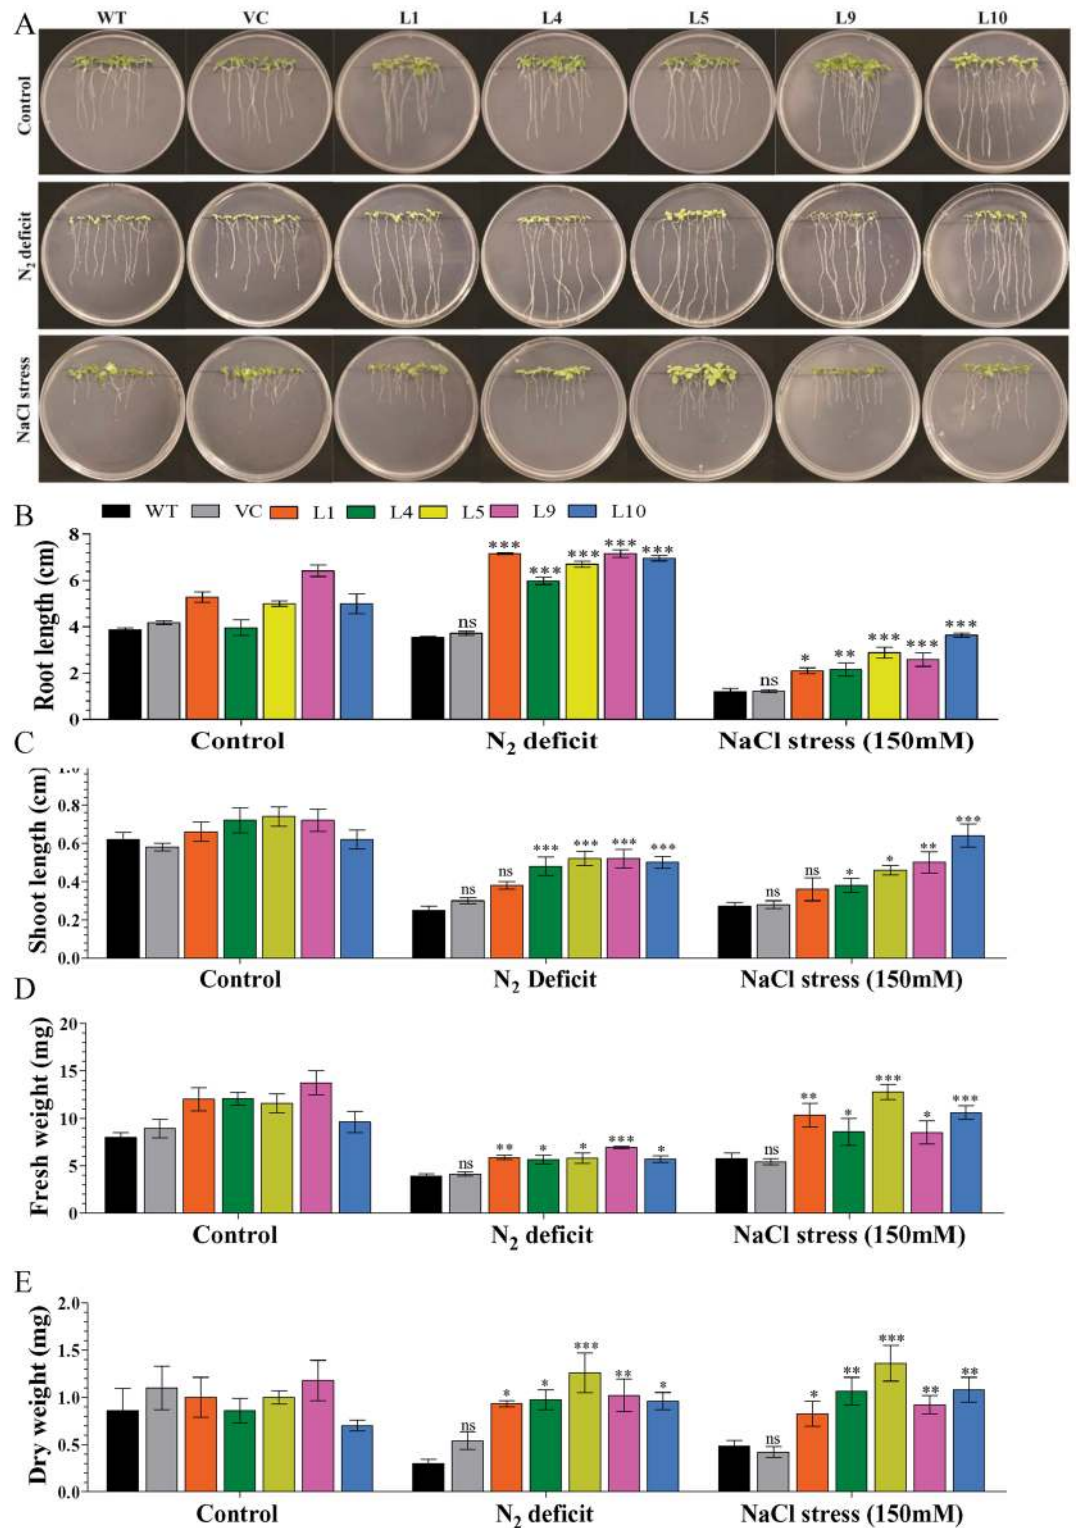 A
WT VC L1 L4 L5 L9 L10
Control
N2 deficit
NaCl stress
B
WT VC L1 L4 L5 L9 L10
Root length (cm)
8
6
4
2
0
ns *** *** *** *** ***
ns * ** *** *** ***
Control N2 deficit NaCl stress (150mM)
C
Shoot length (cm)
1.0
0.8
0.6
0.4
0.2
0.0
ns ns *** *** *** ***
ns ns * * ** ***
Control N2 Deficit NaCl stress (150mM)
D
Fresh weight (mg)
20
15
10
5
0
ns ** * * *** *
ns ** * *** * ***
Control N2 deficit NaCl stress (150mM)
E
Dry weight (mg)
2.0
1.5
1.0
0.5
0.0
ns * * *** ** *
ns * ** *** ** **
Control N2 deficit NaCl stress (150mM)